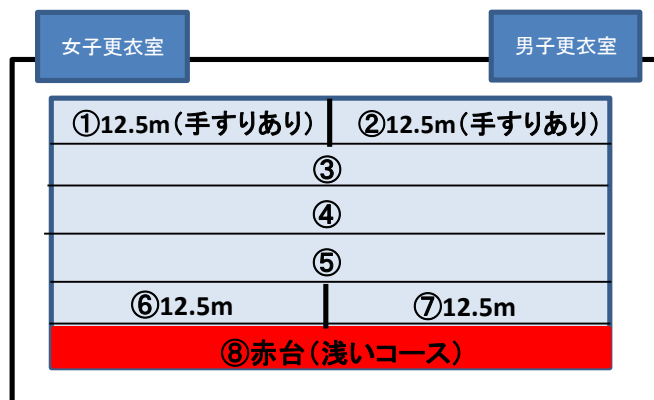 女子更衣室
男子更衣室
①12.5m(手すりあり)
②12.5m(手すりあり)
③
④
⑤
⑥12.5m
⑦12.5m
⑧赤台(浅いコース)